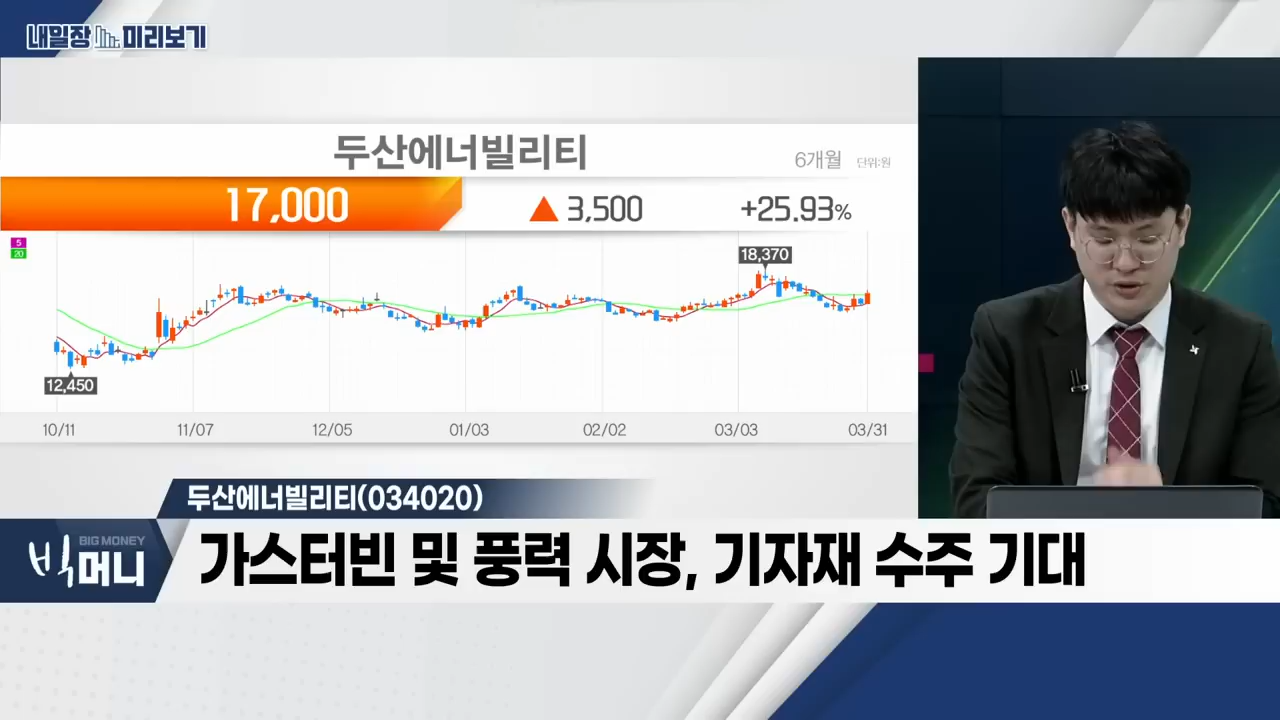 내일장 미리보기
두산에너빌리티
6개월 단위:원
17,000 ▲ 3,500 +25.93%
5
20
18,370
12,450
10/11 11/07 12/05 01/03 02/02 03/03 03/31
두산에너빌리티(034020)
BIG MONEY
빅머니
가스터빈 및 풍력 시장, 기자재 수주 기대